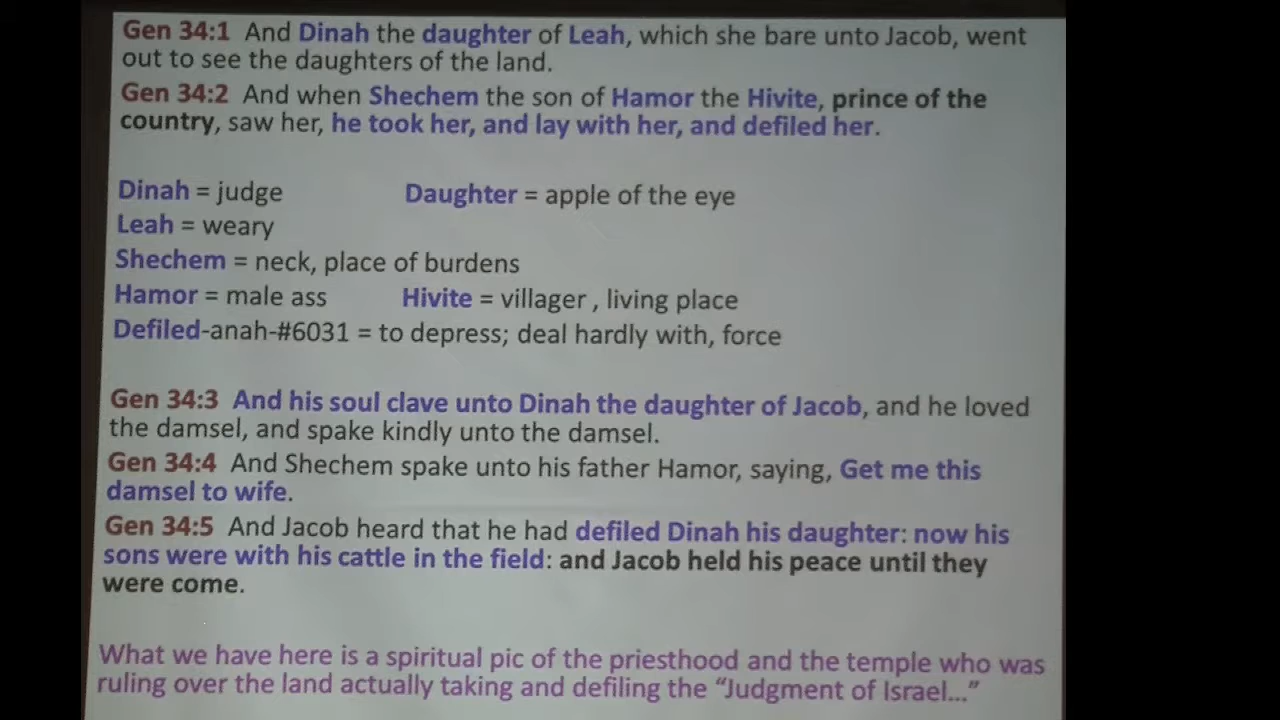 Gen 34:1 And Dinah the daughter of Leah, which she bare unto Jacob, went
out to see the daughters of the land.
Gen 34:2 And when Shechem the son of Hamor the Hivite, prince of the
country, saw her, he took her, and lay with her, and defiled her.
Dinah = judge Daughter = apple of the eye
Leah = weary
Shechem = neck, place of burdens
Hamor = male ass Hivite = villager , living place
Defiled-anah-#6031 = to depress; deal hardly with, force
Gen 34:3 And his soul clave unto Dinah the daughter of Jacob, and he loved
the damsel, and spake kindly unto the damsel.
Gen 34:4 And Shechem spake unto his father Hamor, saying, Get me this
damsel to wife.
Gen 34:5 And Jacob heard that he had defiled Dinah his daughter: now his
sons were with his cattle in the field: and Jacob held his peace until they
were come.
What we have here is a spiritual pic of the priesthood and the temple who was
ruling over the land actually taking and defiling the “Judgment of Israel...”